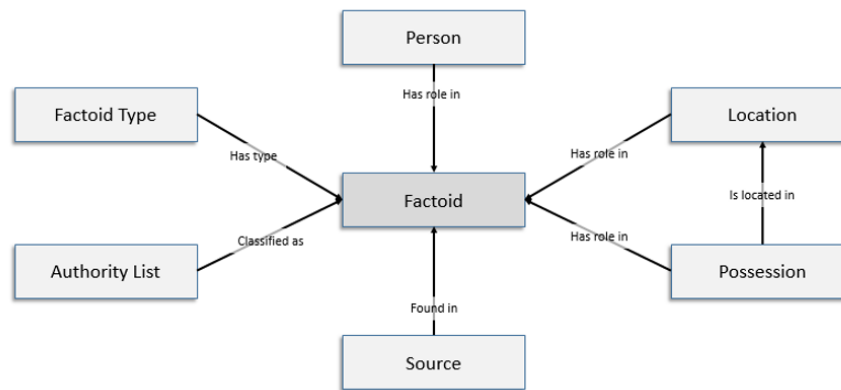 Person
Has role in
Factoid Type
Location
Has type
Has role in
Is located in
Factoid
Classified as
Has role in
Authority List
Possession
Found in
Source